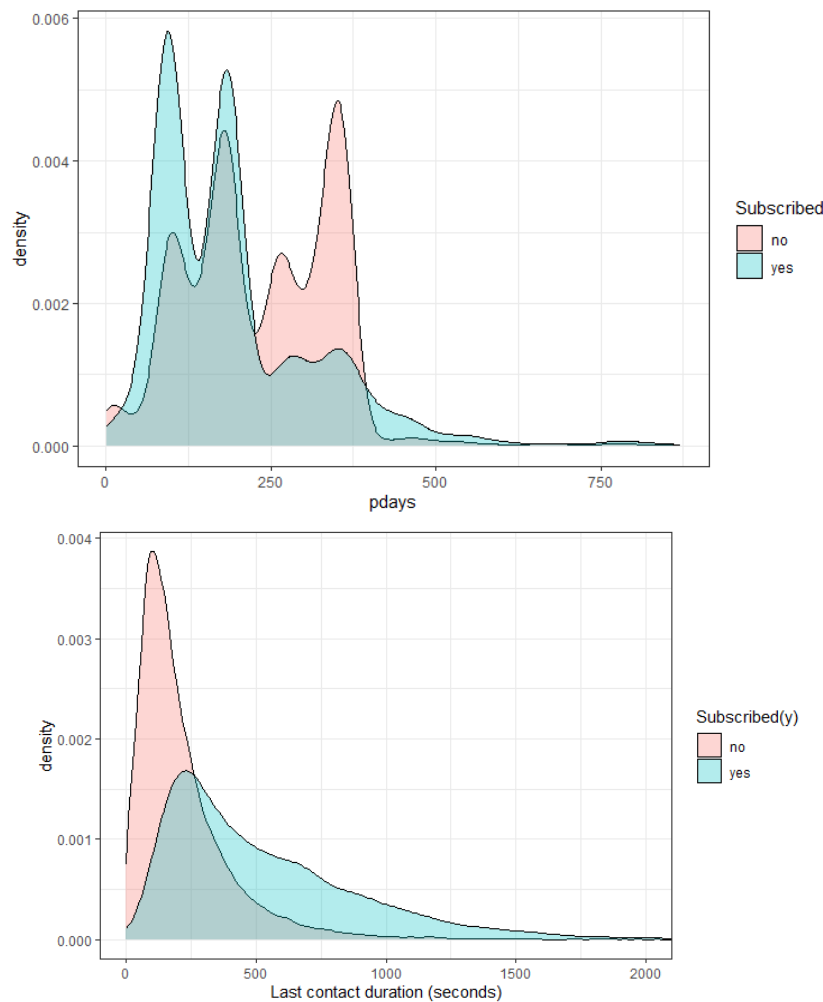 0.006
0.004
0.002
0.000
density
0
250
500
750
pdays
Subscribed
no
yes
0.004
0.003
0.002
0.001
0.000
density
0
500
1000
1500
2000
Last contact duration (seconds)
Subscribed(y)
no
yes